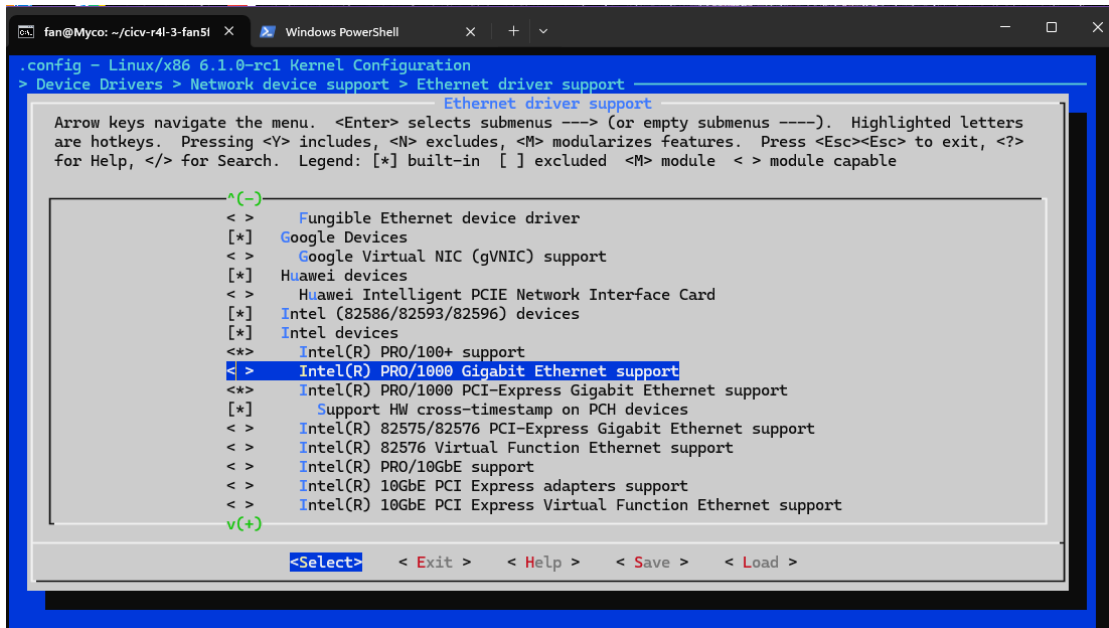 fan@Myco: ~/cicv-r4l-3-fan5l
Windows PowerShell
.config - Linux/x86 6.1.0-rc1 Kernel Configuration
> Device Drivers > Network device support > Ethernet driver support
Ethernet driver support
Arrow keys navigate the menu.  <Enter> selects submenus ---> (or empty submenus ----).  Highlighted letters
are hotkeys.  Pressing <Y> includes, <N> excludes, <M> modularizes features.  Press <Esc><Esc> to exit, <?>
for Help, </> for Search.  Legend: [*] built-in  [ ] excluded  <M> module  < > module capable
^(-)
< >     Fungible Ethernet device driver
[*]   Google Devices
< >     Google Virtual NIC (gVNIC) support
[*]   Huawei devices
< >     Huawei Intelligent PCIE Network Interface Card
[*]   Intel (82586/82593/82596) devices
[*]   Intel devices
<*>     Intel(R) PRO/100+ support
< >     Intel(R) PRO/1000 Gigabit Ethernet support
<*>     Intel(R) PRO/1000 PCI-Express Gigabit Ethernet support
[*]       Support HW cross-timestamp on PCH devices
< >     Intel(R) 82575/82576 PCI-Express Gigabit Ethernet support
< >     Intel(R) 82576 Virtual Function Ethernet support
< >     Intel(R) PRO/10GbE support
< >     Intel(R) 10GbE PCI Express adapters support
< >     Intel(R) 10GbE PCI Express Virtual Function Ethernet support
v(+)
<Select>    < Exit >    < Help >    < Save >    < Load >